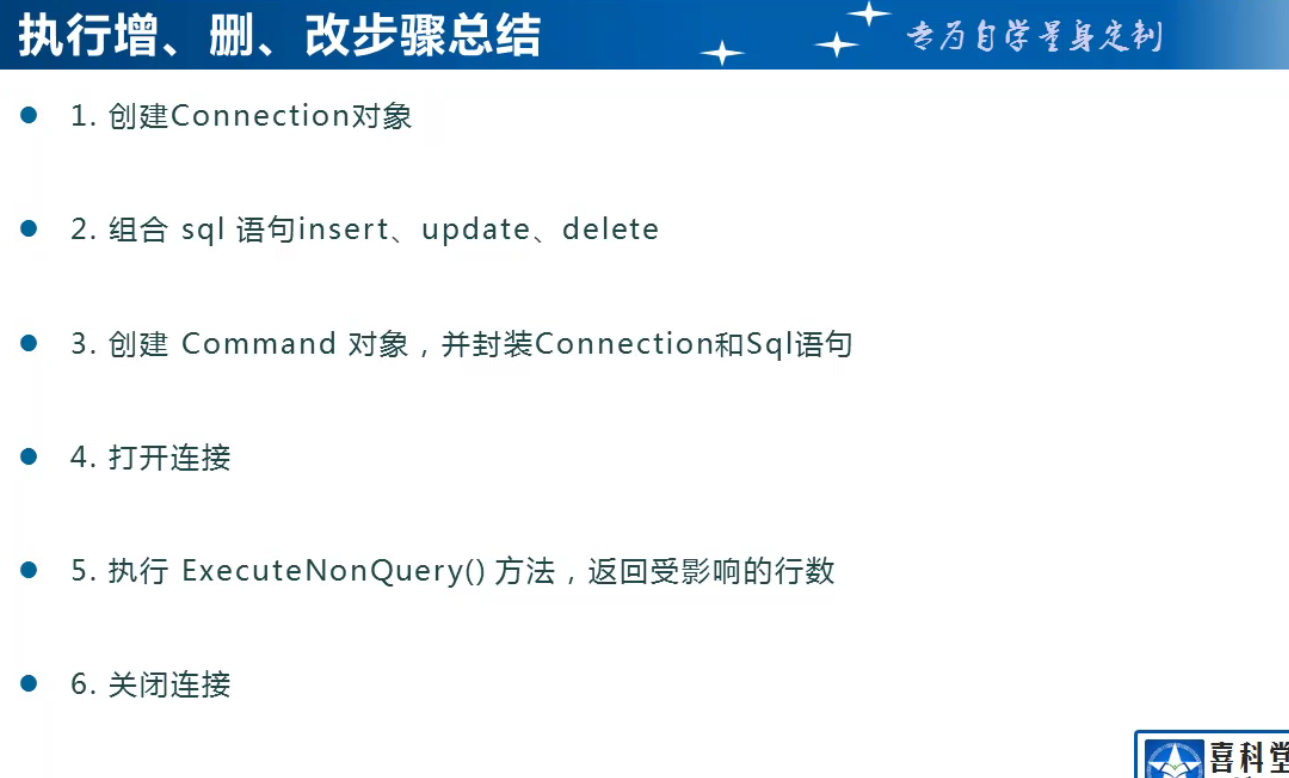 执行增、删、改步骤总结
专为自学量身定制
1. 创建Connection对象
2. 组合 sql 语句insert、update、delete
3. 创建 Command 对象，并封装Connection和Sql语句
4. 打开连接
5. 执行 ExecuteNonQuery() 方法，返回受影响的行数
6. 关闭连接
喜科堂